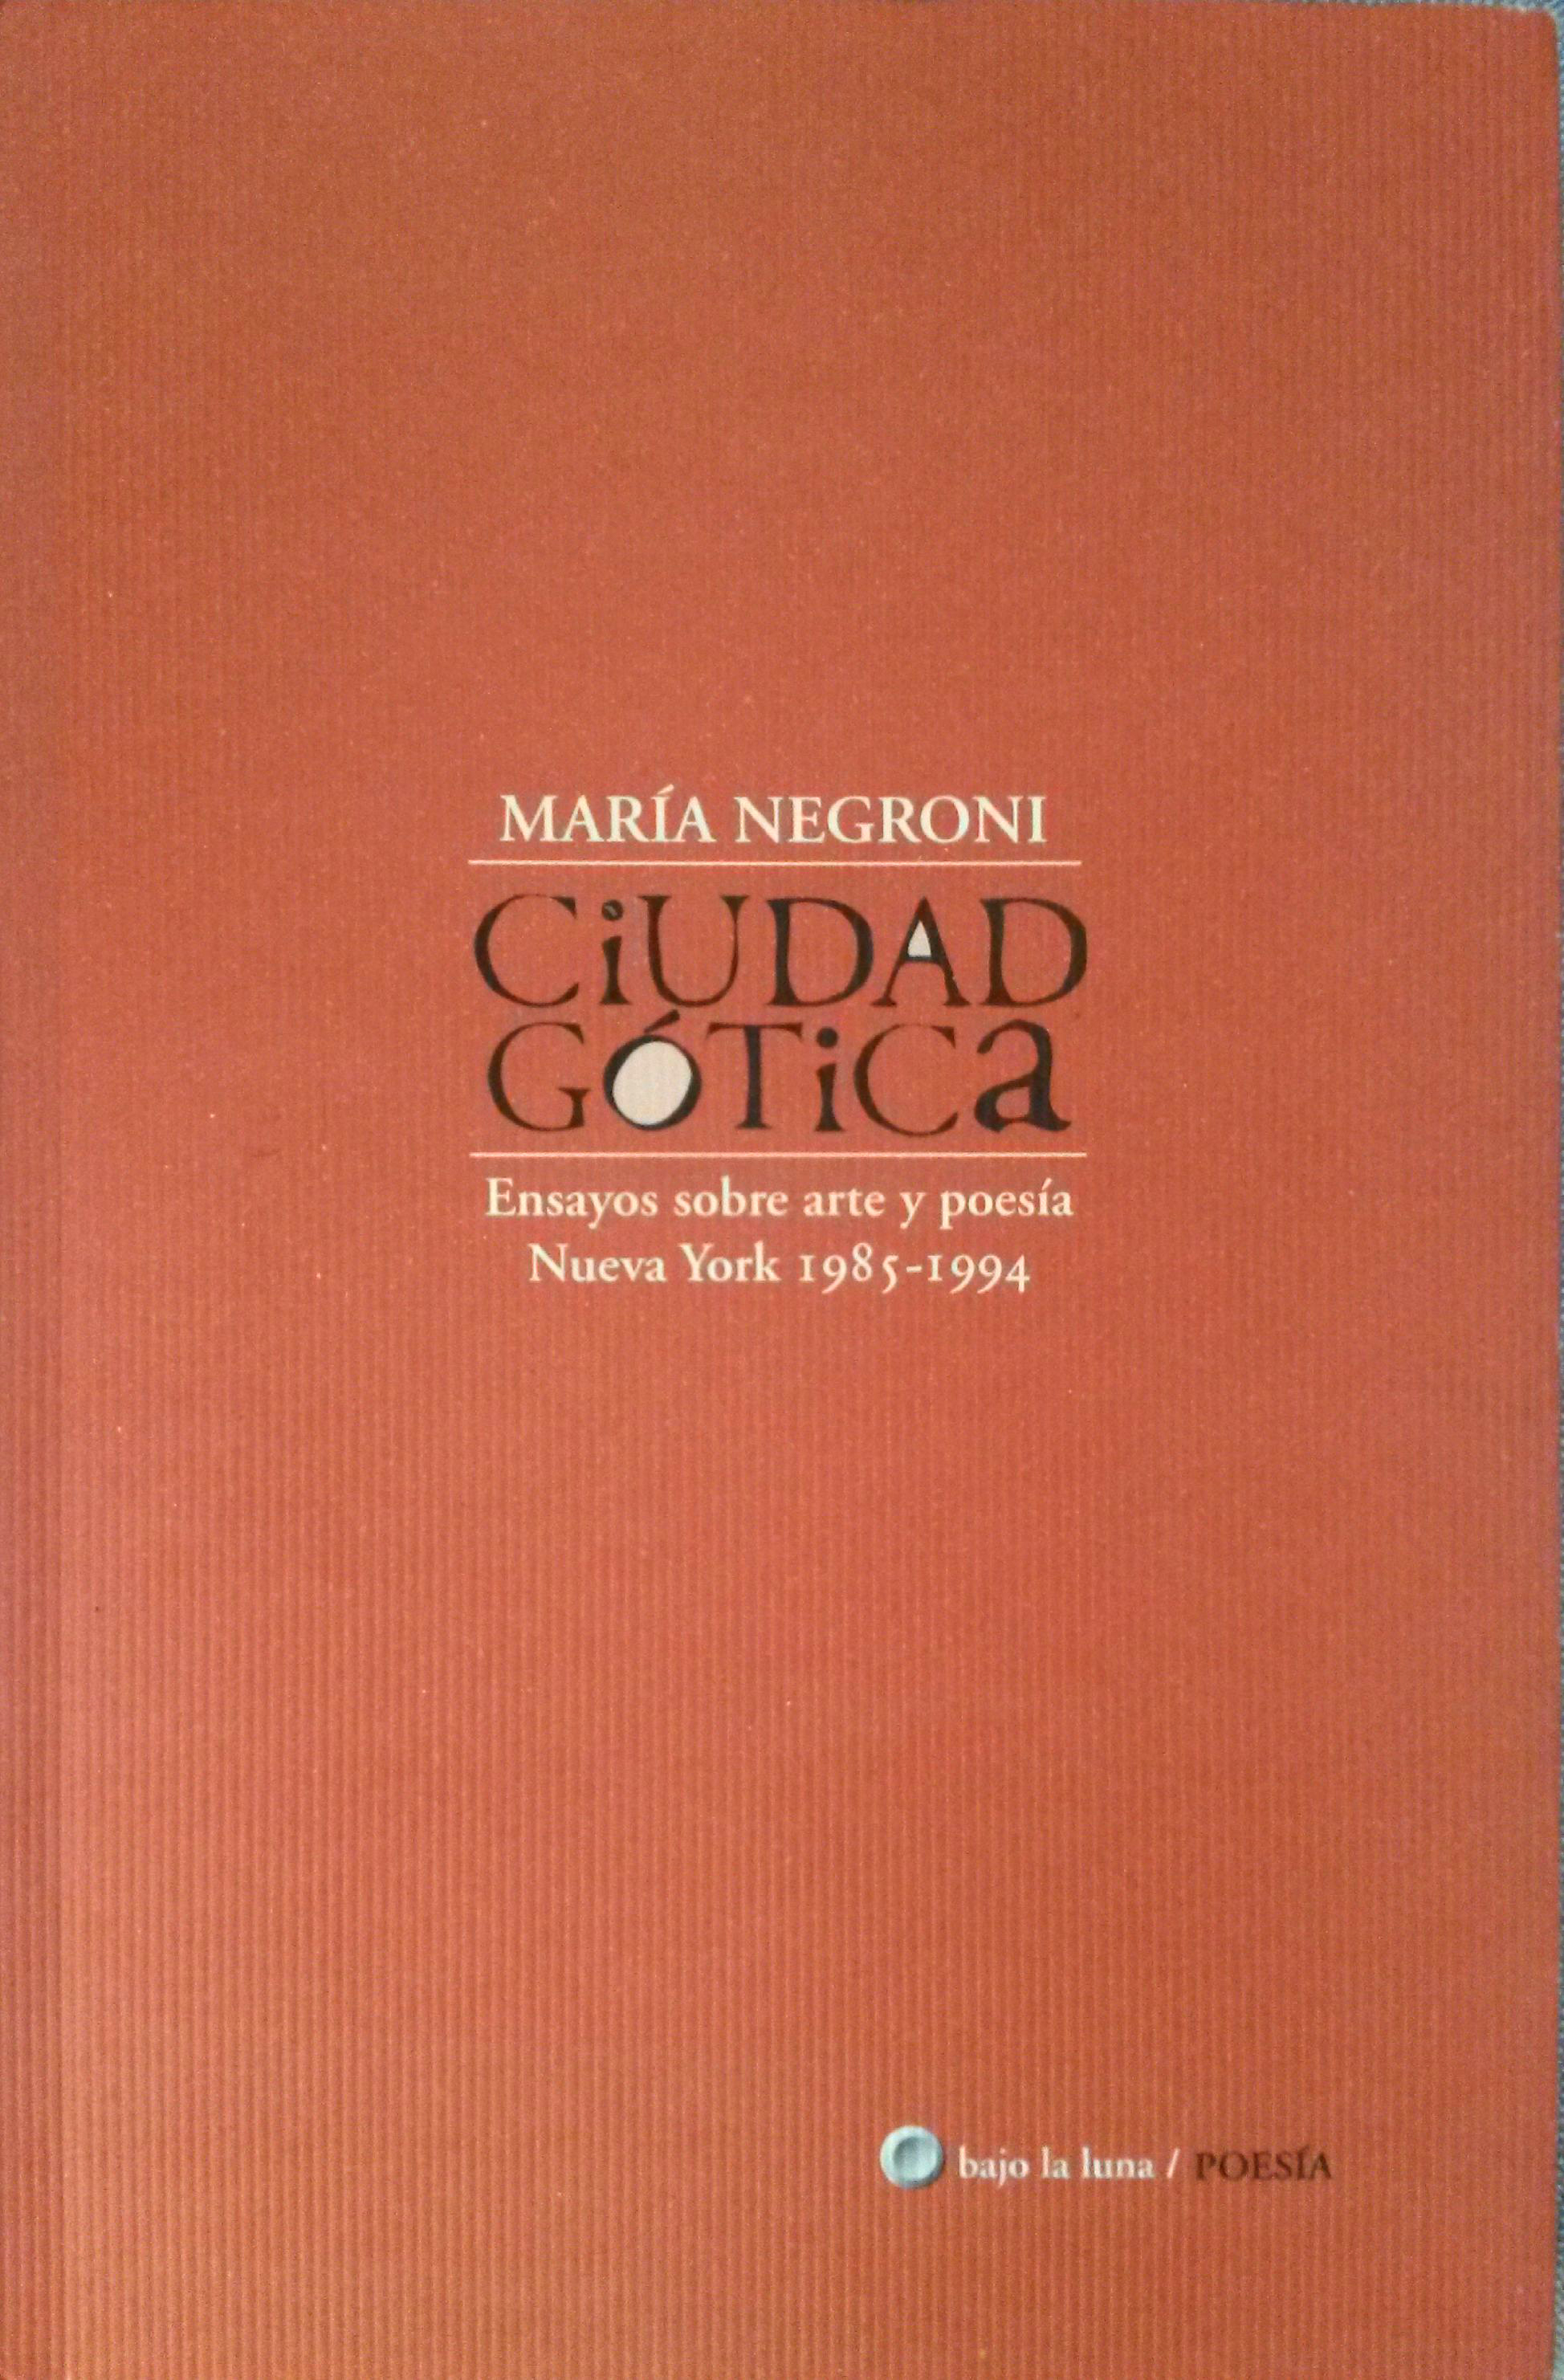 MARÍA NEGRONI
CiUDAD
GÓTiCa
Ensayos sobre arte y poesía
Nueva York 1985-1994
bajo la luna / POESÍA